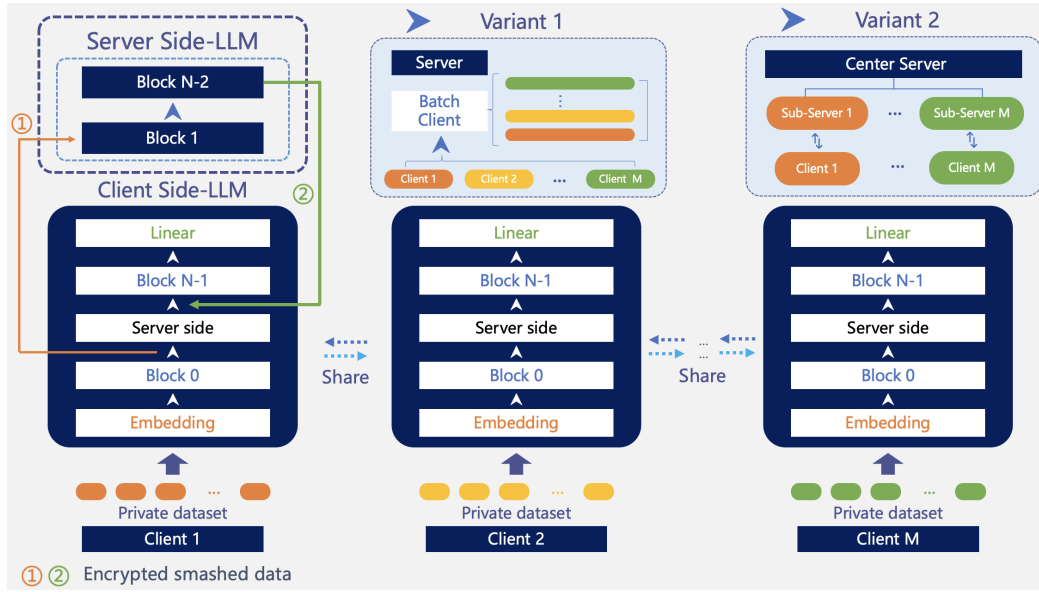 Server Side-LLM
Block N-2
Block 1
①
②
Client Side-LLM
Linear
Block N-1
Server side
Block 0
Embedding
Private dataset
Client 1
Variant 1
Server
Batch
Client
Client 1
Client 2
...
Client M
Linear
Block N-1
Server side
Block 0
Embedding
Private dataset
Client 2
Share
...
...
Share
Variant 2
Center Server
Sub-Server 1
...
Sub-Server M
Client 1
...
Client M
Linear
Block N-1
Server side
Block 0
Embedding
Private dataset
Client M
① ② Encrypted smashed data